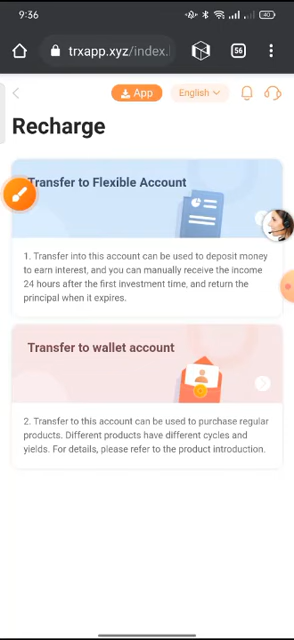 9:36
40
trxapp.xyz/index.
56
App
English
Recharge
Transfer to Flexible Account
1. Transfer into this account can be used to deposit money
to earn interest, and you can manually receive the income
24 hours after the first investment time, and return the
principal when it expires.
Transfer to wallet account
2. Transfer to this account can be used to purchase regular
products. Different products have different cycles and
yields. For details, please refer to the product introduction.